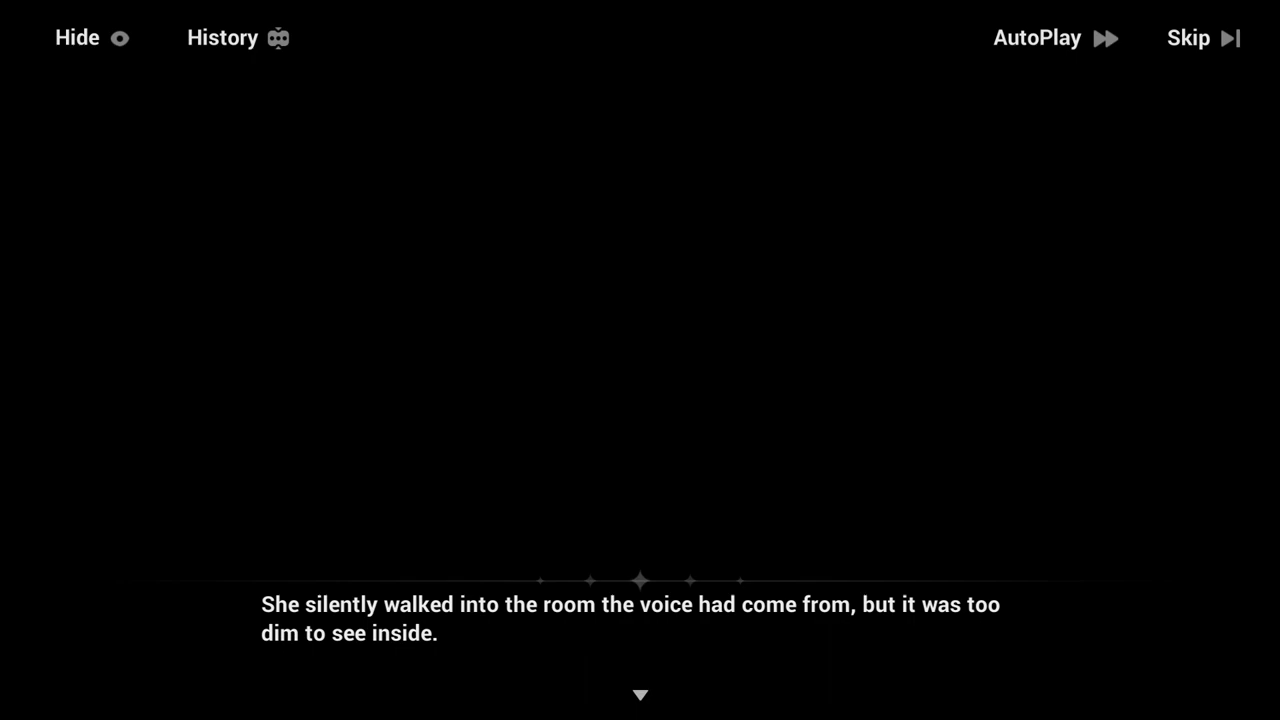 Hide History AutoPlay Skip
She silently walked into the room the voice had come from, but it was too
dim to see inside.